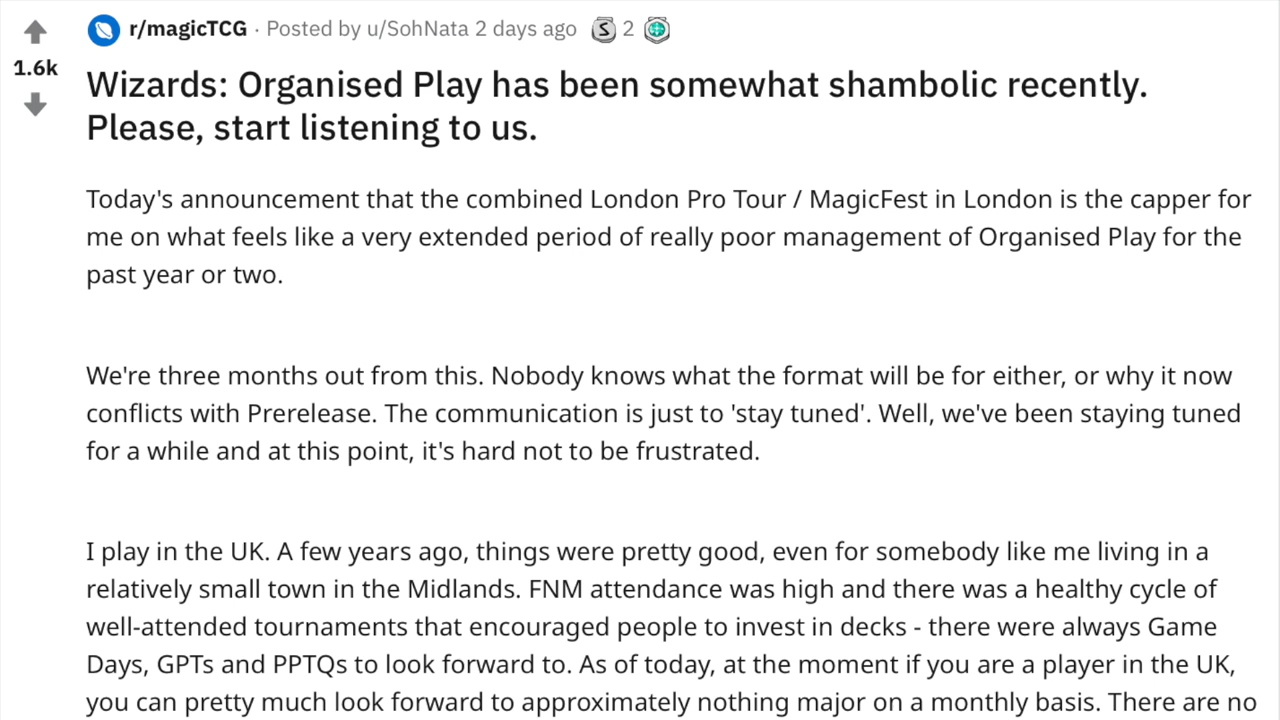 r/magicTCG · Posted by u/SohNata 2 days ago S 2
1.6k
Wizards: Organised Play has been somewhat shambolic recently.
Please, start listening to us.
Today's announcement that the combined London Pro Tour / MagicFest in London is the capper for
me on what feels like a very extended period of really poor management of Organised Play for the
past year or two.
We're three months out from this. Nobody knows what the format will be for either, or why it now
conflicts with Prerelease. The communication is just to 'stay tuned'. Well, we've been staying tuned
for a while and at this point, it's hard not to be frustrated.
I play in the UK. A few years ago, things were pretty good, even for somebody like me living in a
relatively small town in the Midlands. FNM attendance was high and there was a healthy cycle of
well-attended tournaments that encouraged people to invest in decks - there were always Game
Days, GPTs and PPTQs to look forward to. As of today, at the moment if you are a player in the UK,
you can pretty much look forward to approximately nothing major on a monthly basis. There are no